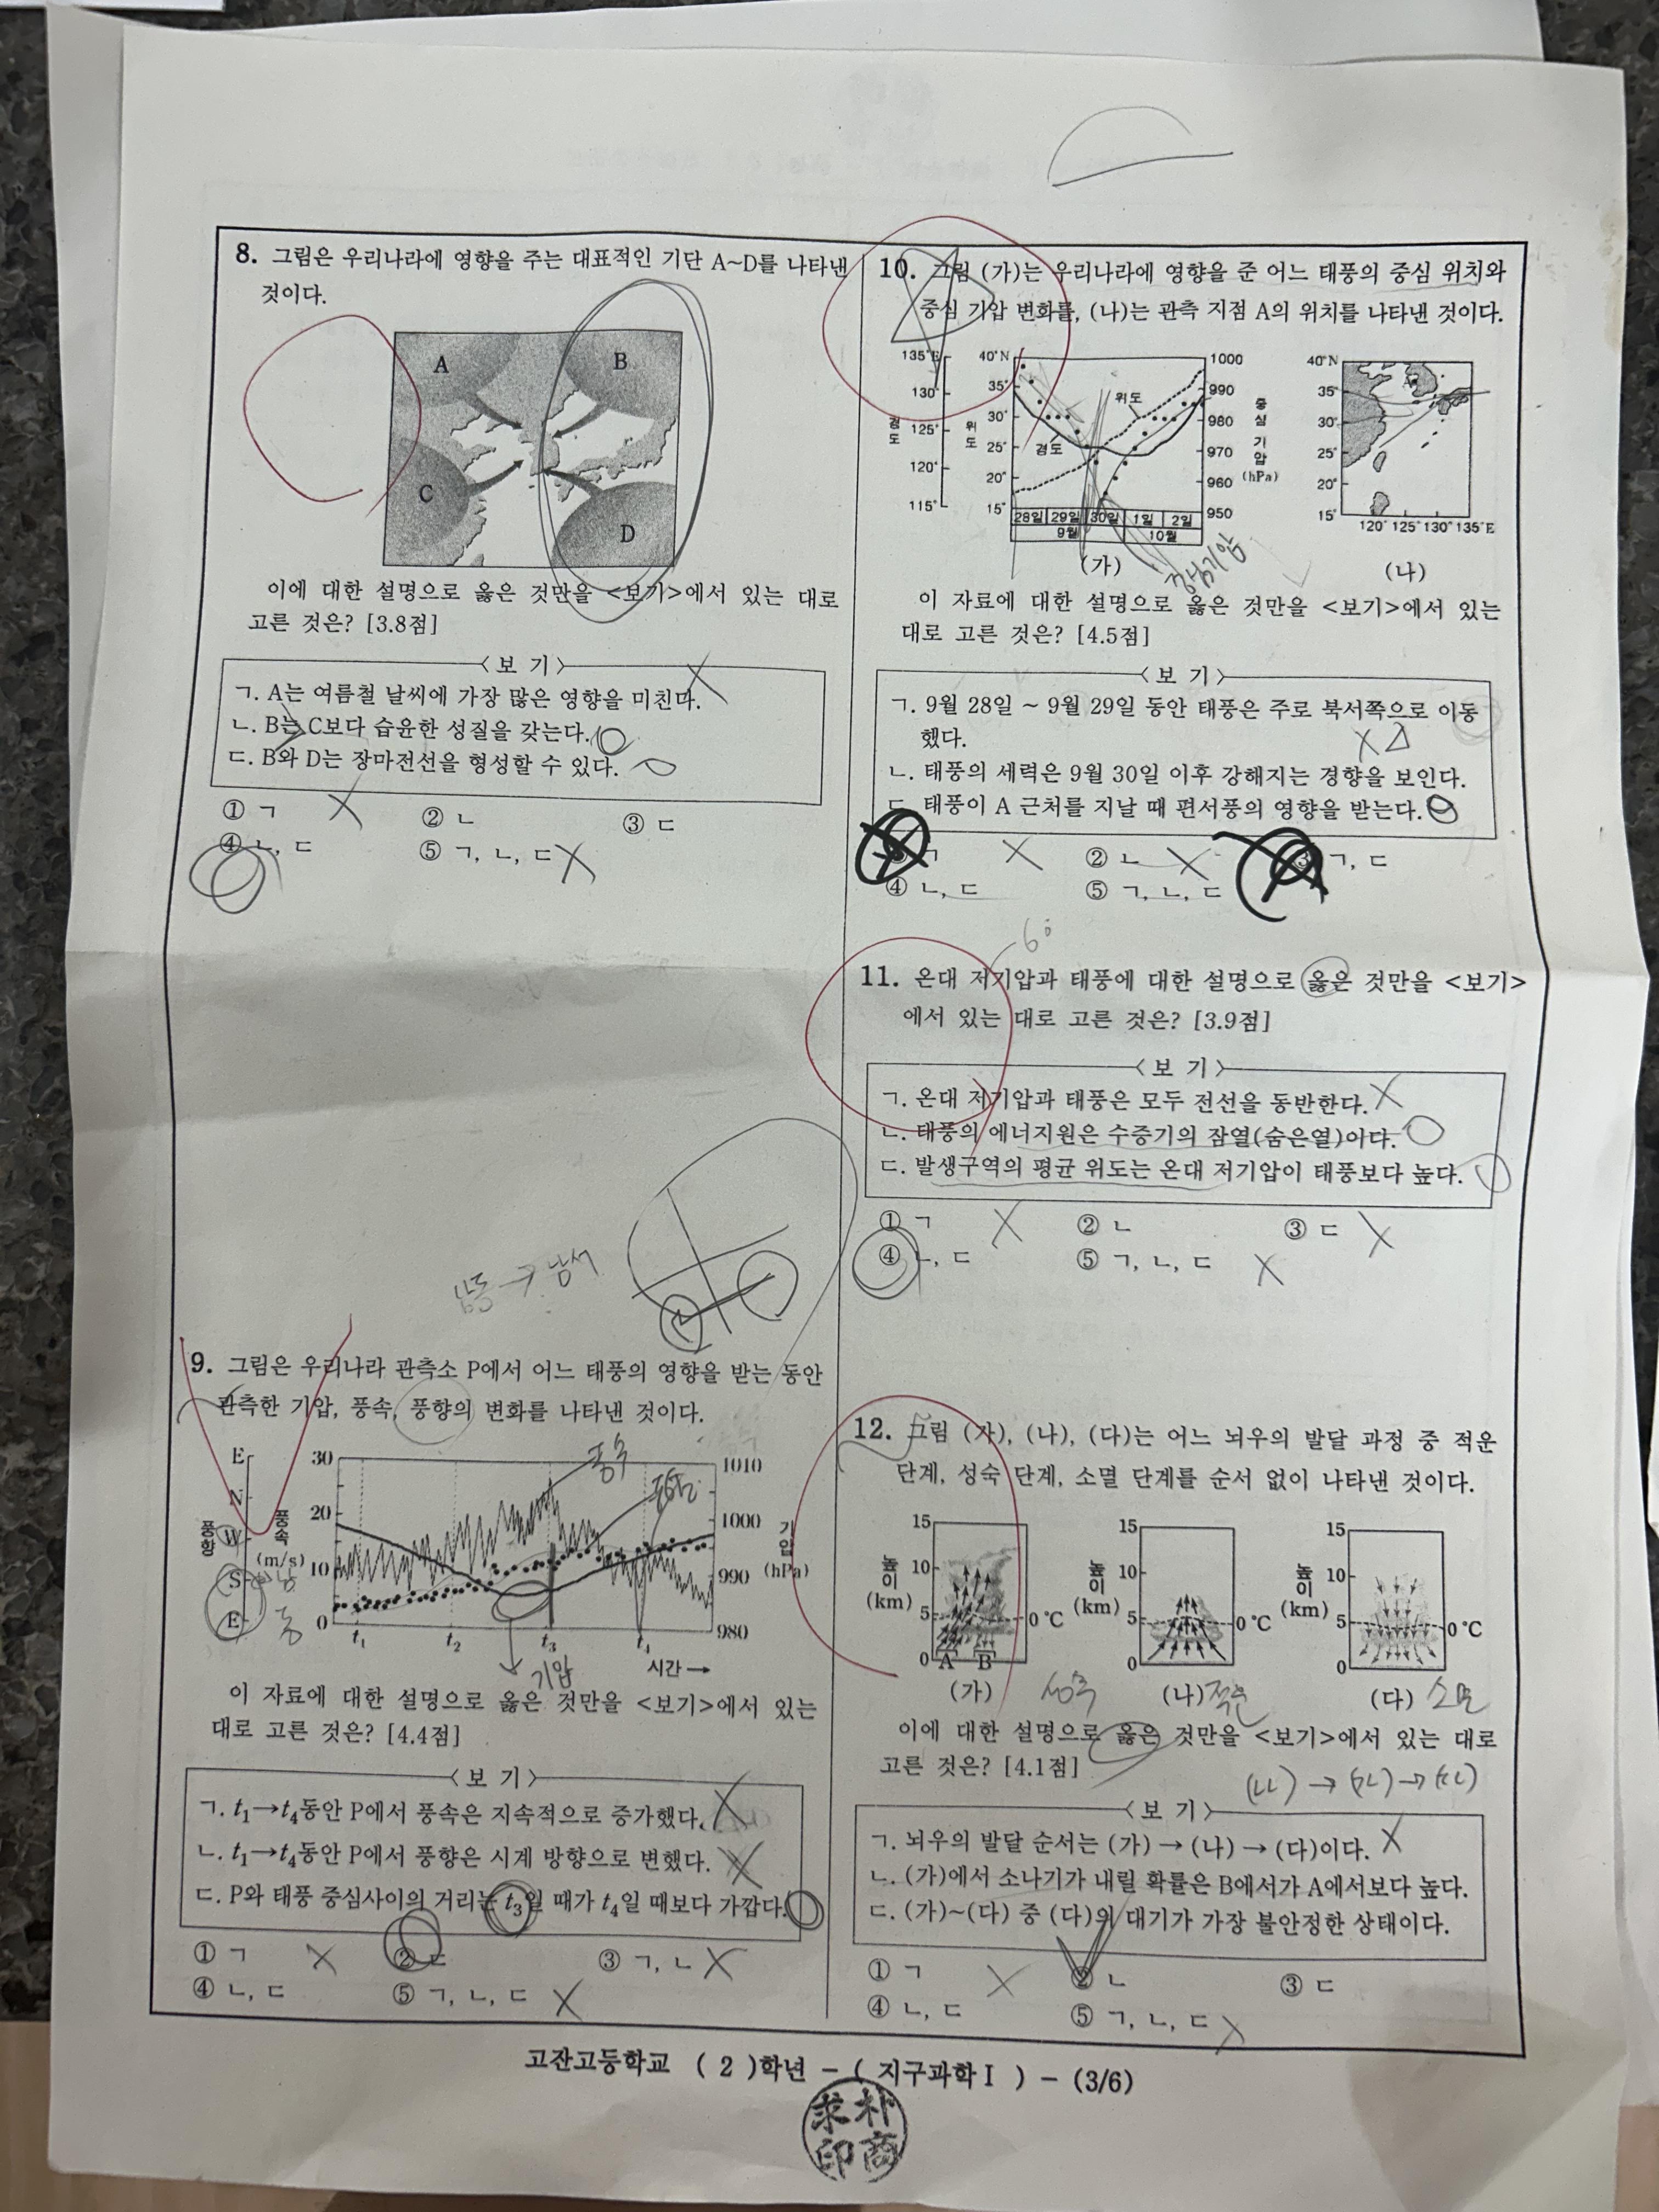 8. 그림은 우리나라에 영향을 주는 대표적인 기단 A~D를 나타낸
것이다.
A
B
C
D
이에 대한 설명으로 옳은 것만을 <보기>에서 있는 대로
고른 것은? [3.8점]
<보 기>
ㄱ. A는 여름철 날씨에 가장 많은 영향을 미친다.
ㄴ. B는 C보다 습윤한 성질을 갖는다.
ㄷ. B와 D는 장마전선을 형성할 수 있다.
① ㄱ ② ㄴ ③ ㄷ
④ ㄴ, ㄷ ⑤ ㄱ, ㄴ, ㄷ
남동 → 남서
9. 그림은 우리나라 관측소 P에서 어느 태풍의 영향을 받는 동안
관측한 기압, 풍속, 풍향의 변화를 나타낸 것이다.
E
N
W
S
E
풍향
풍속
(m/s)
30
20
10
0
1010
1000
990
980
기압
(hPa)
t1 t2 t3 t4
시간→
풍속
풍향
기압
남
동
이 자료에 대한 설명으로 옳은 것만을 <보기>에서 있는
대로 고른 것은? [4.4점]
<보 기>
ㄱ. t1→t4동안 P에서 풍속은 지속적으로 증가했다.
ㄴ. t1→t4동안 P에서 풍향은 시계 방향으로 변했다.
ㄷ. P와 태풍 중심사이의 거리는 t3일 때가 t4일 때보다 가깝다.
① ㄱ ② ㄷ ③ ㄱ, ㄴ
④ ㄴ, ㄷ ⑤ ㄱ, ㄴ, ㄷ
10. 그림 (가)는 우리나라에 영향을 준 어느 태풍의 중심 위치와
중심 기압 변화를, (나)는 관측 지점 A의 위치를 나타낸 것이다.
135°E
130°
125°
120°
115°
경도
40°N
35°
30°
25°
20°
15°
위도
위도
경도
1000
990
980
970
960
950
중심 기압
(hPa)
28일 29일 30일 1일 2일
9월 10월
(가)
40°N
35°
30°
25°
20°
15°
A
120° 125° 130° 135°E
(나)
이 자료에 대한 설명으로 옳은 것만을 <보기>에서 있는
대로 고른 것은? [4.5점]
<보 기>
ㄱ. 9월 28일 ~ 9월 29일 동안 태풍은 주로 북서쪽으로 이동
했다.
ㄴ. 태풍의 세력은 9월 30일 이후 강해지는 경향을 보인다.
ㄷ. 태풍이 A 근처를 지날 때 편서풍의 영향을 받는다.
① ㄱ ② ㄴ ③ ㄱ, ㄷ
④ ㄴ, ㄷ ⑤ ㄱ, ㄴ, ㄷ
11. 온대 저기압과 태풍에 대한 설명으로 옳은 것만을 <보기>
에서 있는 대로 고른 것은? [3.9점]
<보 기>
ㄱ. 온대 저기압과 태풍은 모두 전선을 동반한다.
ㄴ. 태풍의 에너지원은 수증기의 잠열(숨은열)이다.
ㄷ. 발생구역의 평균 위도는 온대 저기압이 태풍보다 높다.
① ㄱ ② ㄴ ③ ㄷ
④ ㄴ, ㄷ ⑤ ㄱ, ㄴ, ㄷ
12. 그림 (가), (나), (다)는 어느 뇌우의 발달 과정 중 적운
단계, 성숙 단계, 소멸 단계를 순서 없이 나타낸 것이다.
높이
(km)
15
10
5
0
0 ℃
A B
(가) 성숙
높이
(km)
15
10
5
0
0 ℃
(나) 적운
높이
(km)
15
10
5
0
0 ℃
(다) 소멸
이에 대한 설명으로 옳은 것만을 <보기>에서 있는 대로
고른 것은? [4.1점]
(나) → (가) → (다)
<보 기>
ㄱ. 뇌우의 발달 순서는 (가) → (나) → (다)이다.
ㄴ. (가)에서 소나기가 내릴 확률은 B에서가 A에서보다 높다.
ㄷ. (가)~(다) 중 (다)의 대기가 가장 불안정한 상태이다.
① ㄱ ② ㄴ ③ ㄷ
④ ㄴ, ㄷ ⑤ ㄱ, ㄴ, ㄷ
고잔고등학교 ( 2 )학년 - ( 지구과학Ⅰ ) - (3/6)